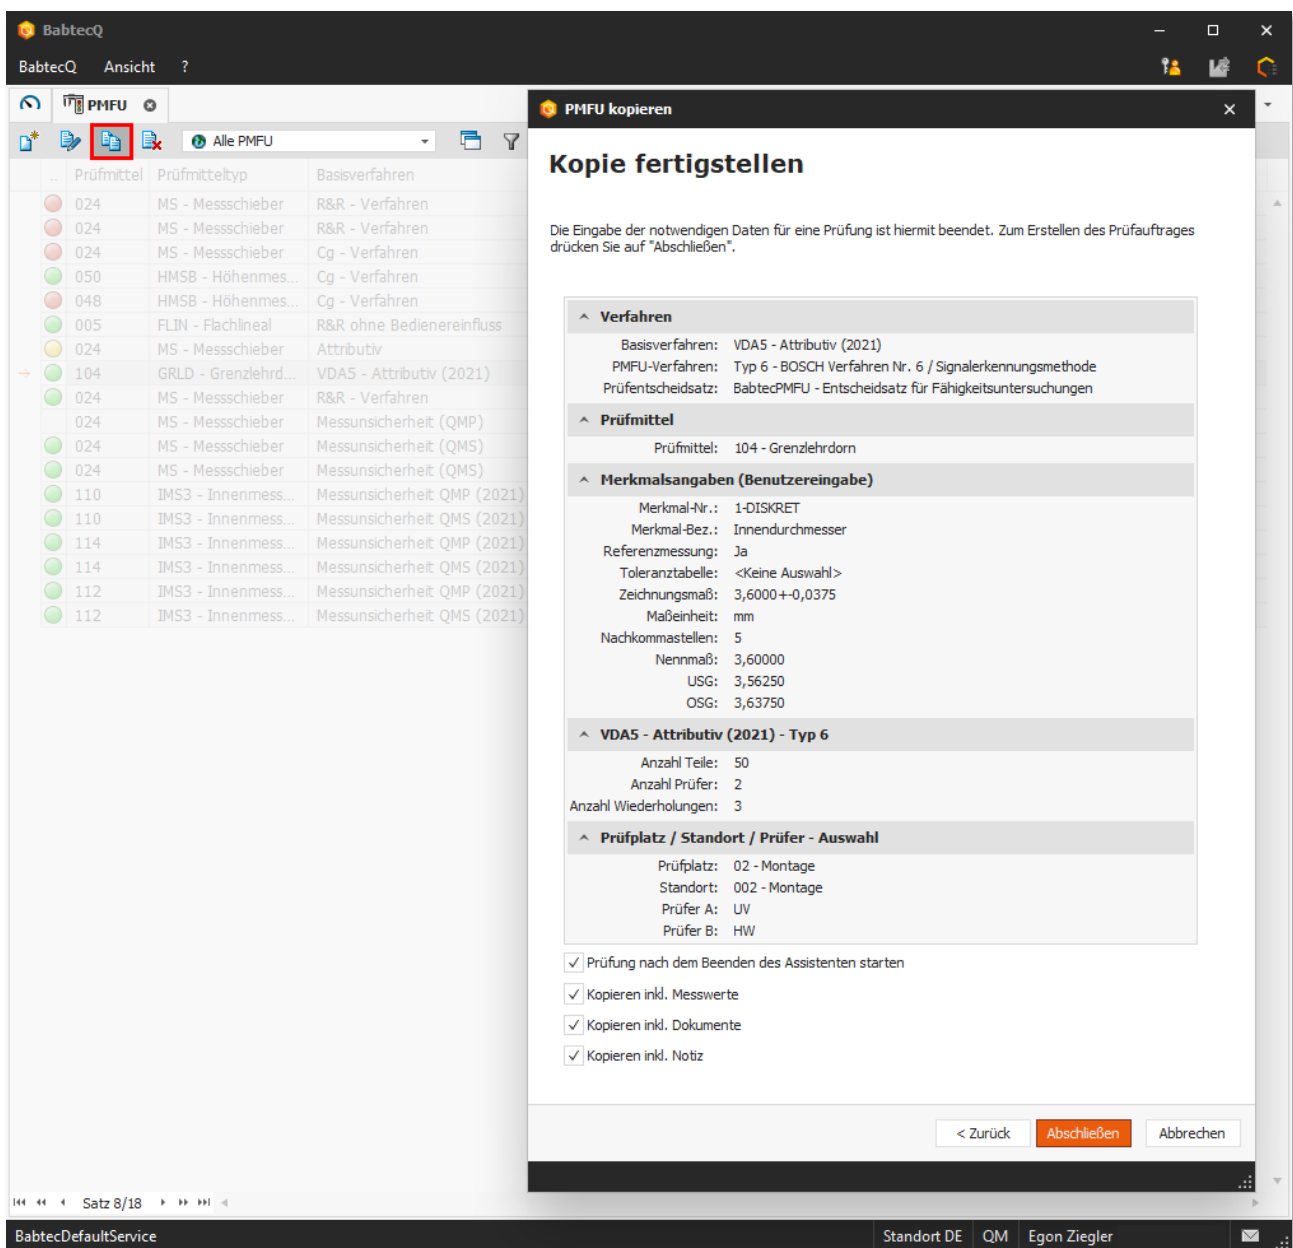 BabtecQ
BabtecQ Ansicht ?
PMFU
Alle PMFU
... Prüfmittel Prüfmitteltyp Basisverfahren
024 MS - Messschieber R&R - Verfahren
024 MS - Messschieber R&R - Verfahren
024 MS - Messschieber Cg - Verfahren
050 HMSB - Höhenmes... Cg - Verfahren
048 HMSB - Höhenmes... Cg - Verfahren
005 FLIN - Flachlineal R&R ohne Bedienereinfluss
024 MS - Messschieber Attributiv
104 GRLD - Grenzlehrd... VDA5 - Attributiv (2021)
024 MS - Messschieber R&R - Verfahren
024 MS - Messschieber Messunsicherheit (QMP)
024 MS - Messschieber Messunsicherheit (QMS)
024 MS - Messschieber Messunsicherheit (QMS)
110 IMS3 - Innenmess... Messunsicherheit QMP (2021)
110 IMS3 - Innenmess... Messunsicherheit QMS (2021)
114 IMS3 - Innenmess... Messunsicherheit QMP (2021)
114 IMS3 - Innenmess... Messunsicherheit QMS (2021)
112 IMS3 - Innenmess... Messunsicherheit QMP (2021)
112 IMS3 - Innenmess... Messunsicherheit QMS (2021)
Satz 8/18
PMFU kopieren
Kopie fertigstellen
Die Eingabe der notwendigen Daten für eine Prüfung ist hiermit beendet. Zum Erstellen des Prüfauftrages
drücken Sie auf "Abschließen".
Verfahren
Basisverfahren: VDA5 - Attributiv (2021)
PMFU-Verfahren: Typ 6 - BOSCH Verfahren Nr. 6 / Signalerkennungsmethode
Prüfentscheidsatz: BabtecPMFU - Entscheidsatz für Fähigkeitsuntersuchungen
Prüfmittel
Prüfmittel: 104 - Grenzlehrdorn
Merkmalsangaben (Benutzereingabe)
Merkmal-Nr.: 1-DISKRET
Merkmal-Bez.: Innendurchmesser
Referenzmessung: Ja
Toleranztabelle: <Keine Auswahl>
Zeichnungsmaß: 3,6000+-0,0375
Maßeinheit: mm
Nachkommastellen: 5
Nennmaß: 3,60000
USG: 3,56250
OSG: 3,63750
VDA5 - Attributiv (2021) - Typ 6
Anzahl Teile: 50
Anzahl Prüfer: 2
Anzahl Wiederholungen: 3
Prüfplatz / Standort / Prüfer - Auswahl
Prüfplatz: 02 - Montage
Standort: 002 - Montage
Prüfer A: UV
Prüfer B: HW
Prüfung nach dem Beenden des Assistenten starten
Kopieren inkl. Messwerte
Kopieren inkl. Dokumente
Kopieren inkl. Notiz
< Zurück Abschließen Abbrechen
BabtecDefaultService Standort DE QM Egon Ziegler